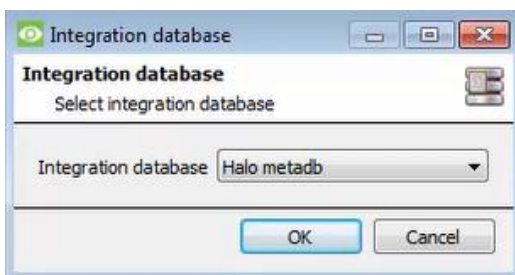 Integration database
Integration database
Select integration database
Integration database Halo metadb
OK Cancel